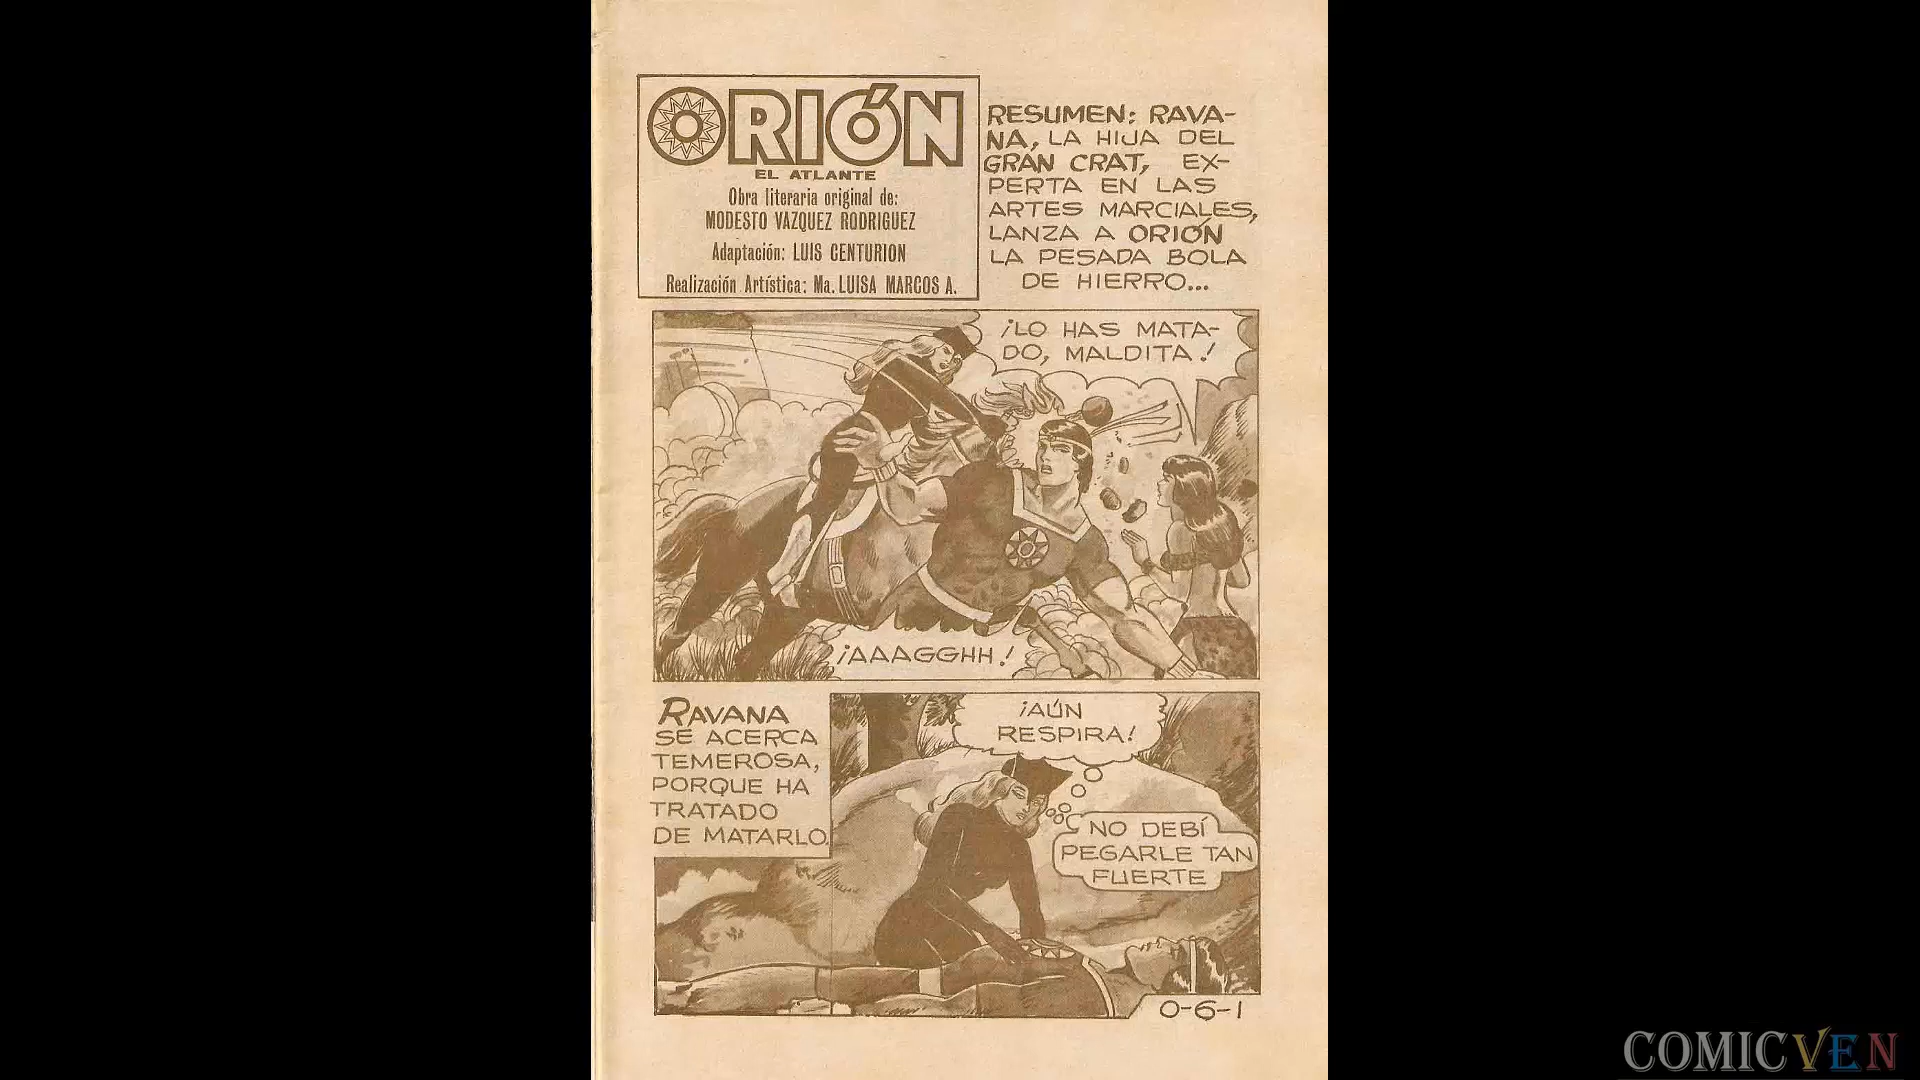 ORIÓN
EL ATLANTE
Obra literaria original de:
MODESTO VAZQUEZ RODRIGUEZ
Adaptación: LUIS CENTURION
Realización Artística: Ma. LUISA MARCOS A.
RESUMEN: RAVA-
NA, LA HIJA DEL
GRAN CRAT, EX-
PERTA EN LAS
ARTES MARCIALES,
LANZA A ORIÓN
LA PESADA BOLA
DE HIERRO...
¡LO HAS MATA-
DO, MALDITA!
¡AAAGGHH!
RAVANA
SE ACERCA
TEMEROSA,
PORQUE HA
TRATADO
DE MATARLO.
¡AÚN
RESPIRA!
NO DEBÍ
PEGARLE TAN
FUERTE
O-6-1
COMICVEN